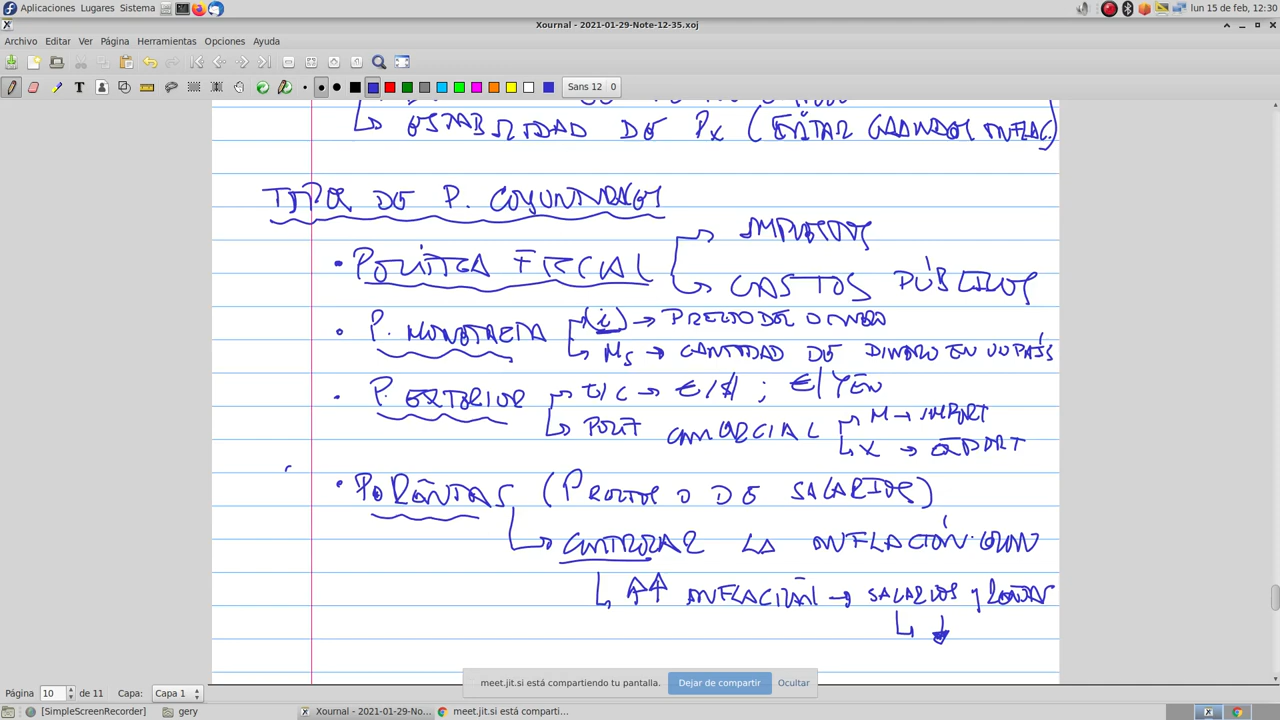 Aplicaciones Lugares Sistema lun 15 de feb, 12:30
Xournal - 2021-01-29-Note-12-35.xoj
Archivo Editar Ver Página Herramientas Opciones Ayuda
Sans 12 0
ESTABILIDAD DE Px (EVITAR GRANDES INFLAC)
TIPOS DE P. COYUNTURALES
• POLÍTICA FISCAL
IMPUESTOS
GASTOS PÚBLICOS
• P. MONETARIA
(i) → PRECIO DEL DINERO
Ms → CANTIDAD DE DINERO EN UN PAÍS
• P. EXTERIOR
T/C → €/$ ; €/YEN
POLIT COMERCIAL
M → IMPORT
X → EXPORT
• P. RENTAS (PRECIOS O DE SALARIOS)
CONTROLAR LA INFLACIÓN
↑↑ INFLACIÓN → SALARIOS y RENTAS
↓
meet.jit.si está compartiendo tu pantalla. Dejar de compartir Ocultar
Página 10 de 11 Capa: Capa 1
[SimpleScreenRecorder] gery Xournal - 2021-01-29-No... meet.jit.si está comparti...